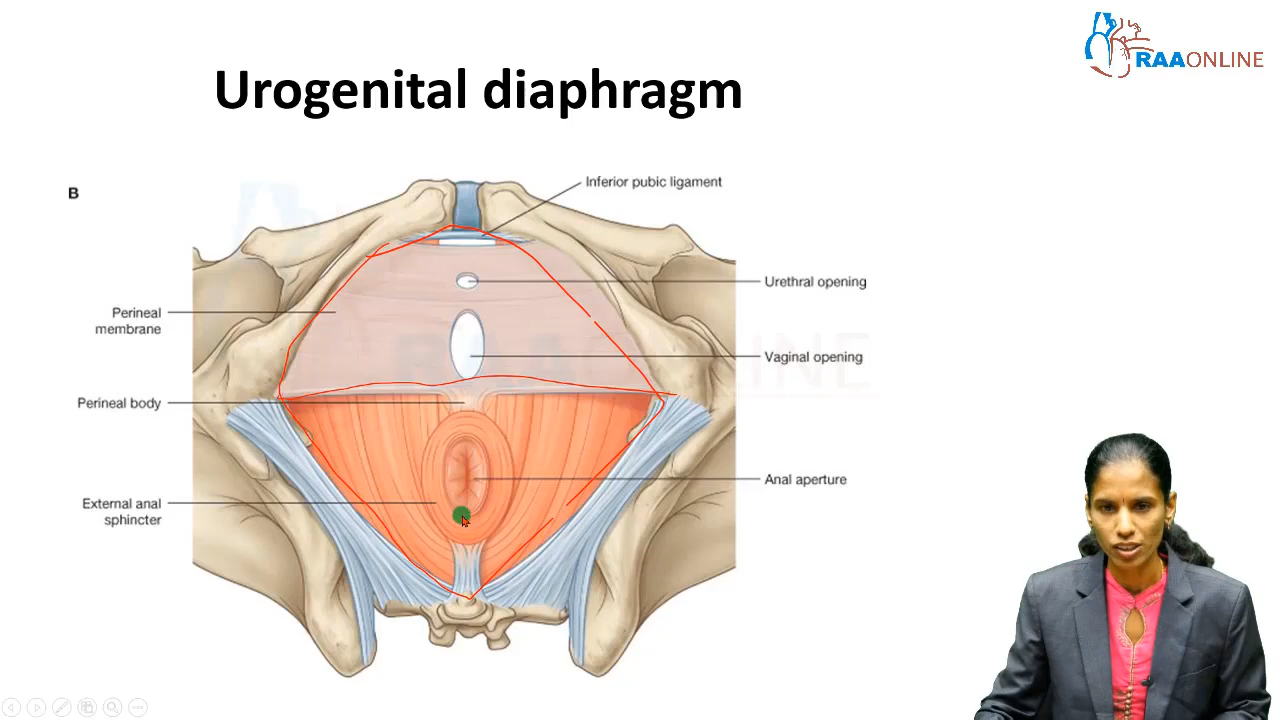 RAAONLINE
Urogenital diaphragm
B
Inferior pubic ligament
Urethral opening
Perineal
membrane
Vaginal opening
RAAONLINE
Perineal body
Anal aperture
External anal
sphincter